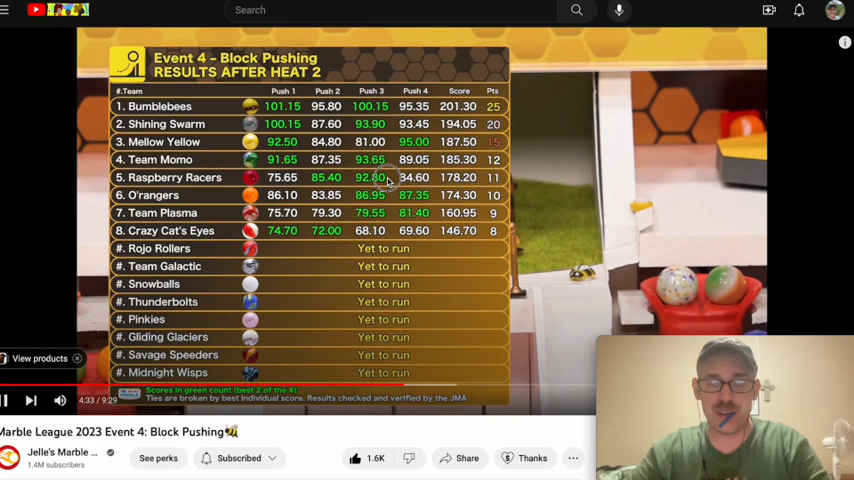 Search
Event 4 - Block Pushing
RESULTS AFTER HEAT 2
#.Team Push 1 Push 2 Push 3 Push 4 Score Pts
1. Bumblebees 101.15 95.80 100.15 95.35 201.30 25
2. Shining Swarm 100.15 87.60 93.90 93.45 194.05 20
3. Mellow Yellow 92.50 84.80 81.00 95.00 187.50 15
4. Team Momo 91.65 87.35 93.65 89.05 185.30 12
5. Raspberry Racers 75.65 85.40 92.80 84.60 178.20 11
6. O'rangers 86.10 83.85 86.95 87.35 174.30 10
7. Team Plasma 75.70 79.30 79.55 81.40 160.95 9
8. Crazy Cat's Eyes 74.70 72.00 68.10 69.60 146.70 8
#. Rojo Rollers Yet to run
#. Team Galactic Yet to run
#. Snowballs Yet to run
#. Thunderbolts Yet to run
#. Pinkies Yet to run
#. Gliding Glaciers Yet to run
#. Savage Speeders Yet to run
#. Midnight Wisps Yet to run
View products
Scores in green count (best 2 of the 4)
Ties are broken by best individual score. Results checked and verified by the JMA
4:33 / 9:29
Marble League 2023 Event 4: Block Pushing
Jelle's Marble ...
1.4M subscribers
See perks
Subscribed
1.6K
Share
Thanks